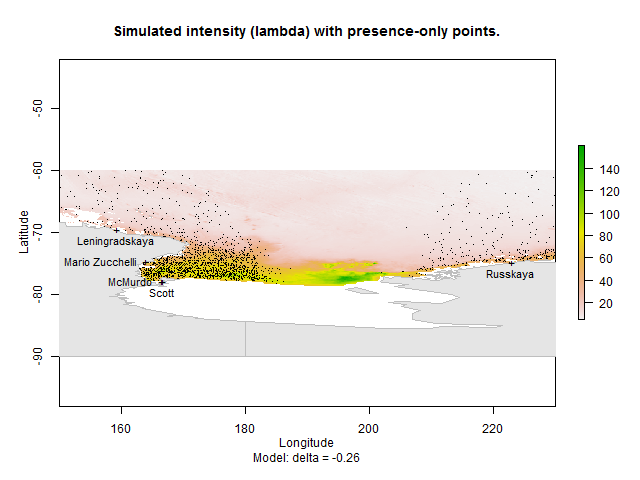 Simulated intensity (lambda) with presence-only points.
-50
-60
-70
-80
-90
Latitude
Leningradskaya
Mario Zucchelli
McMurdo
Scott
Russkaya
140
120
100
80
60
40
20
160
180
200
220
Longitude
Model: delta = -0.26